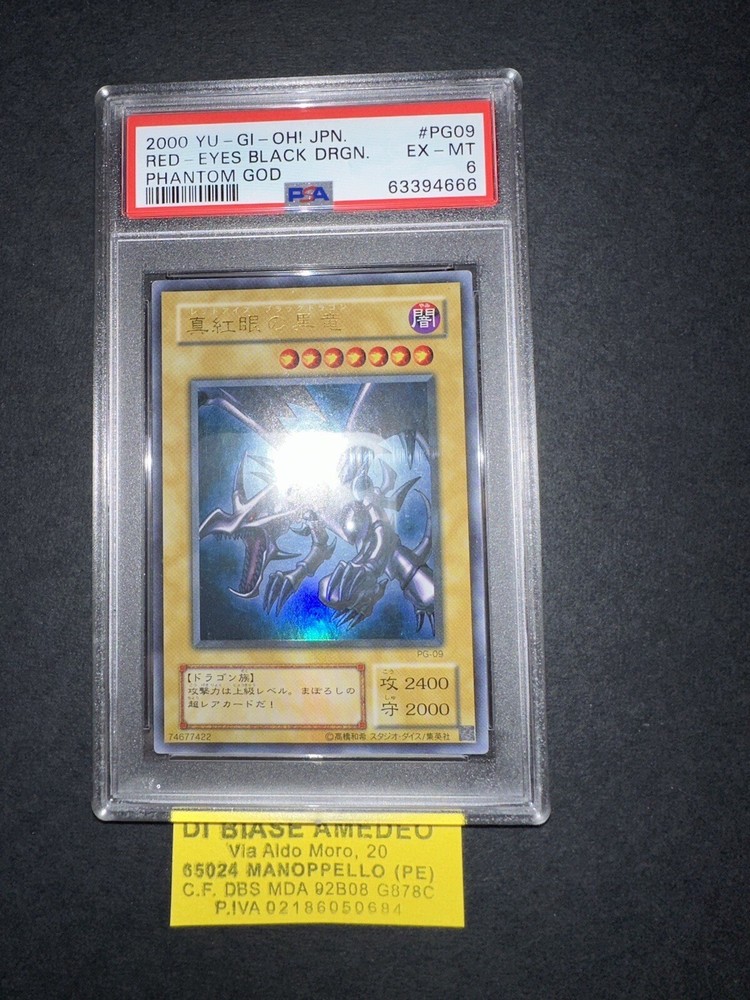 2000 YU-GI-OH! JPN. #PG09
RED-EYES BLACK DRGN. EX-MT
PHANTOM GOD 6
PSA 63394666
真紅眼の黒竜
闇
PG-09
【ドラゴン族】
攻撃力は上級レベル。まぼろしの
超レアカードだ!
攻 2400
守 2000
74677422 ©高橋和希 スタジオ・ダイス/集英社
DI BIASE AMEDEO
Via Aldo Moro, 20
65024 MANOPPELLO (PE)
C.F. DBS MDA 92B08 G878C
P.IVA 02186050684